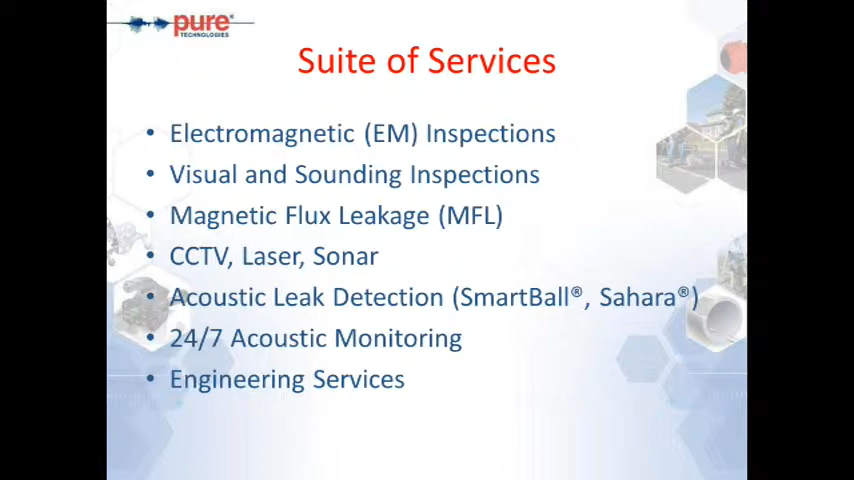 pure
TECHNOLOGIES
Suite of Services
• Electromagnetic (EM) Inspections
• Visual and Sounding Inspections
• Magnetic Flux Leakage (MFL)
• CCTV, Laser, Sonar
• Acoustic Leak Detection (SmartBall®, Sahara®)
• 24/7 Acoustic Monitoring
• Engineering Services